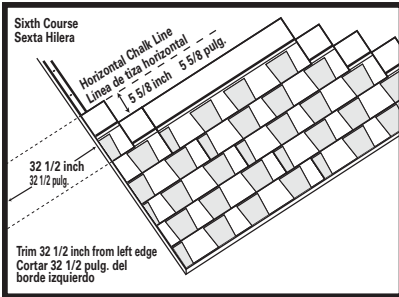 Sixth Course
Sexta Hilera
Horizontal Chalk Line
Línea de tiza horizontal
5 5/8 inch 5 5/8 pulg.
32 1/2 inch
32 1/2 pulg.
Trim 32 1/2 inch from left edge
Cortar 32 1/2 pulg. del
borde izquierdo